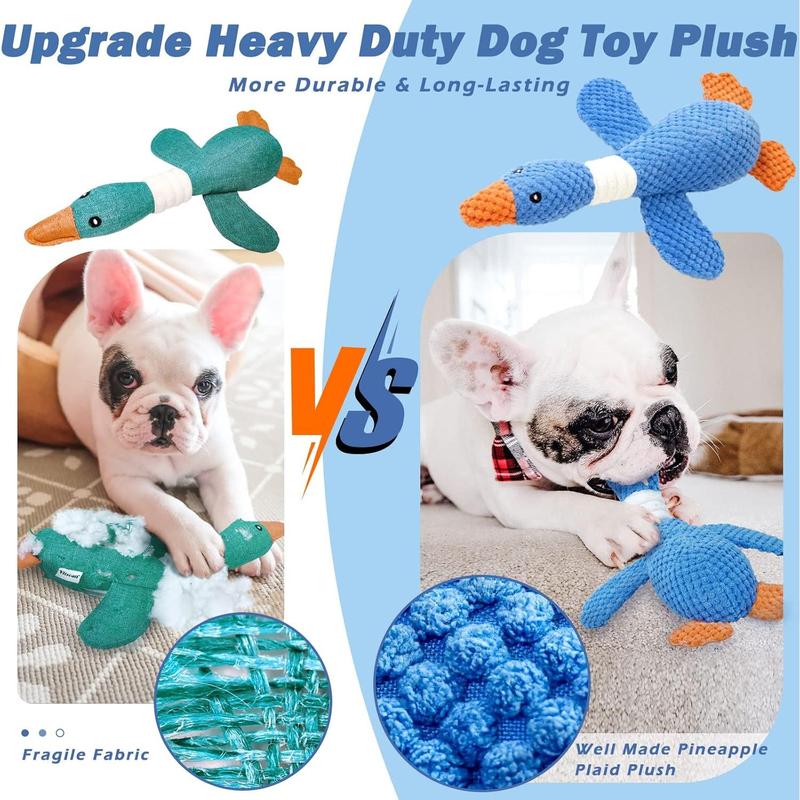 Upgrade Heavy Duty Dog Toy Plush
More Durable & Long-Lasting
VS
Fragile Fabric
Well Made Pineapple
Plaid Plush